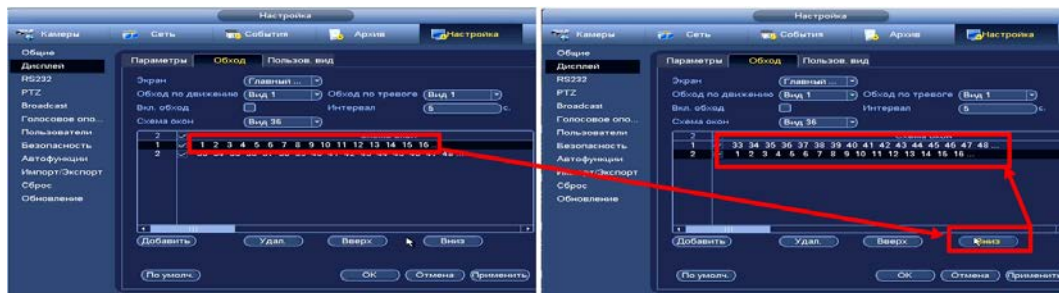 Настройка
Камеры Сеть События Архив Настройка
Общие
Дисплей
RS232
PTZ
Broadcast
Голосовое опо...
Пользователи
Безопасность
Автофункции
Импорт/Экспорт
Сброс
Обновление
Параметры Обход Пользов. вид
Экран Главный ...
Обход по движению Вид 1 Обход по тревоге Вид 1
Вкл. обход Интервал 5 с.
Схема окон Вид 36
2
1 1 2 3 4 5 6 7 8 9 10 11 12 13 14 15 16...
2
Добавить Удал. Вверх Вниз
По умолч. ОК Отмена Применить
Настройка
Камеры Сеть События Архив Настройка
Общие
Дисплей
RS232
PTZ
Broadcast
Голосовое опо...
Пользователи
Безопасность
Автофункции
Импорт/Экспорт
Сброс
Обновление
Параметры Обход Пользов. вид
Экран Главный ...
Обход по движению Вид 1 Обход по тревоге Вид 1
Вкл. обход Интервал 5 с.
Схема окон Вид 36
2
1 33 34 35 36 37 38 39 40 41 42 43 44 45 46 47 48 ...
2 1 2 3 4 5 6 7 8 9 10 11 12 13 14 15 16 ...
Добавить Удал. Вверх Вниз
По умолч. ОК Отмена Применить